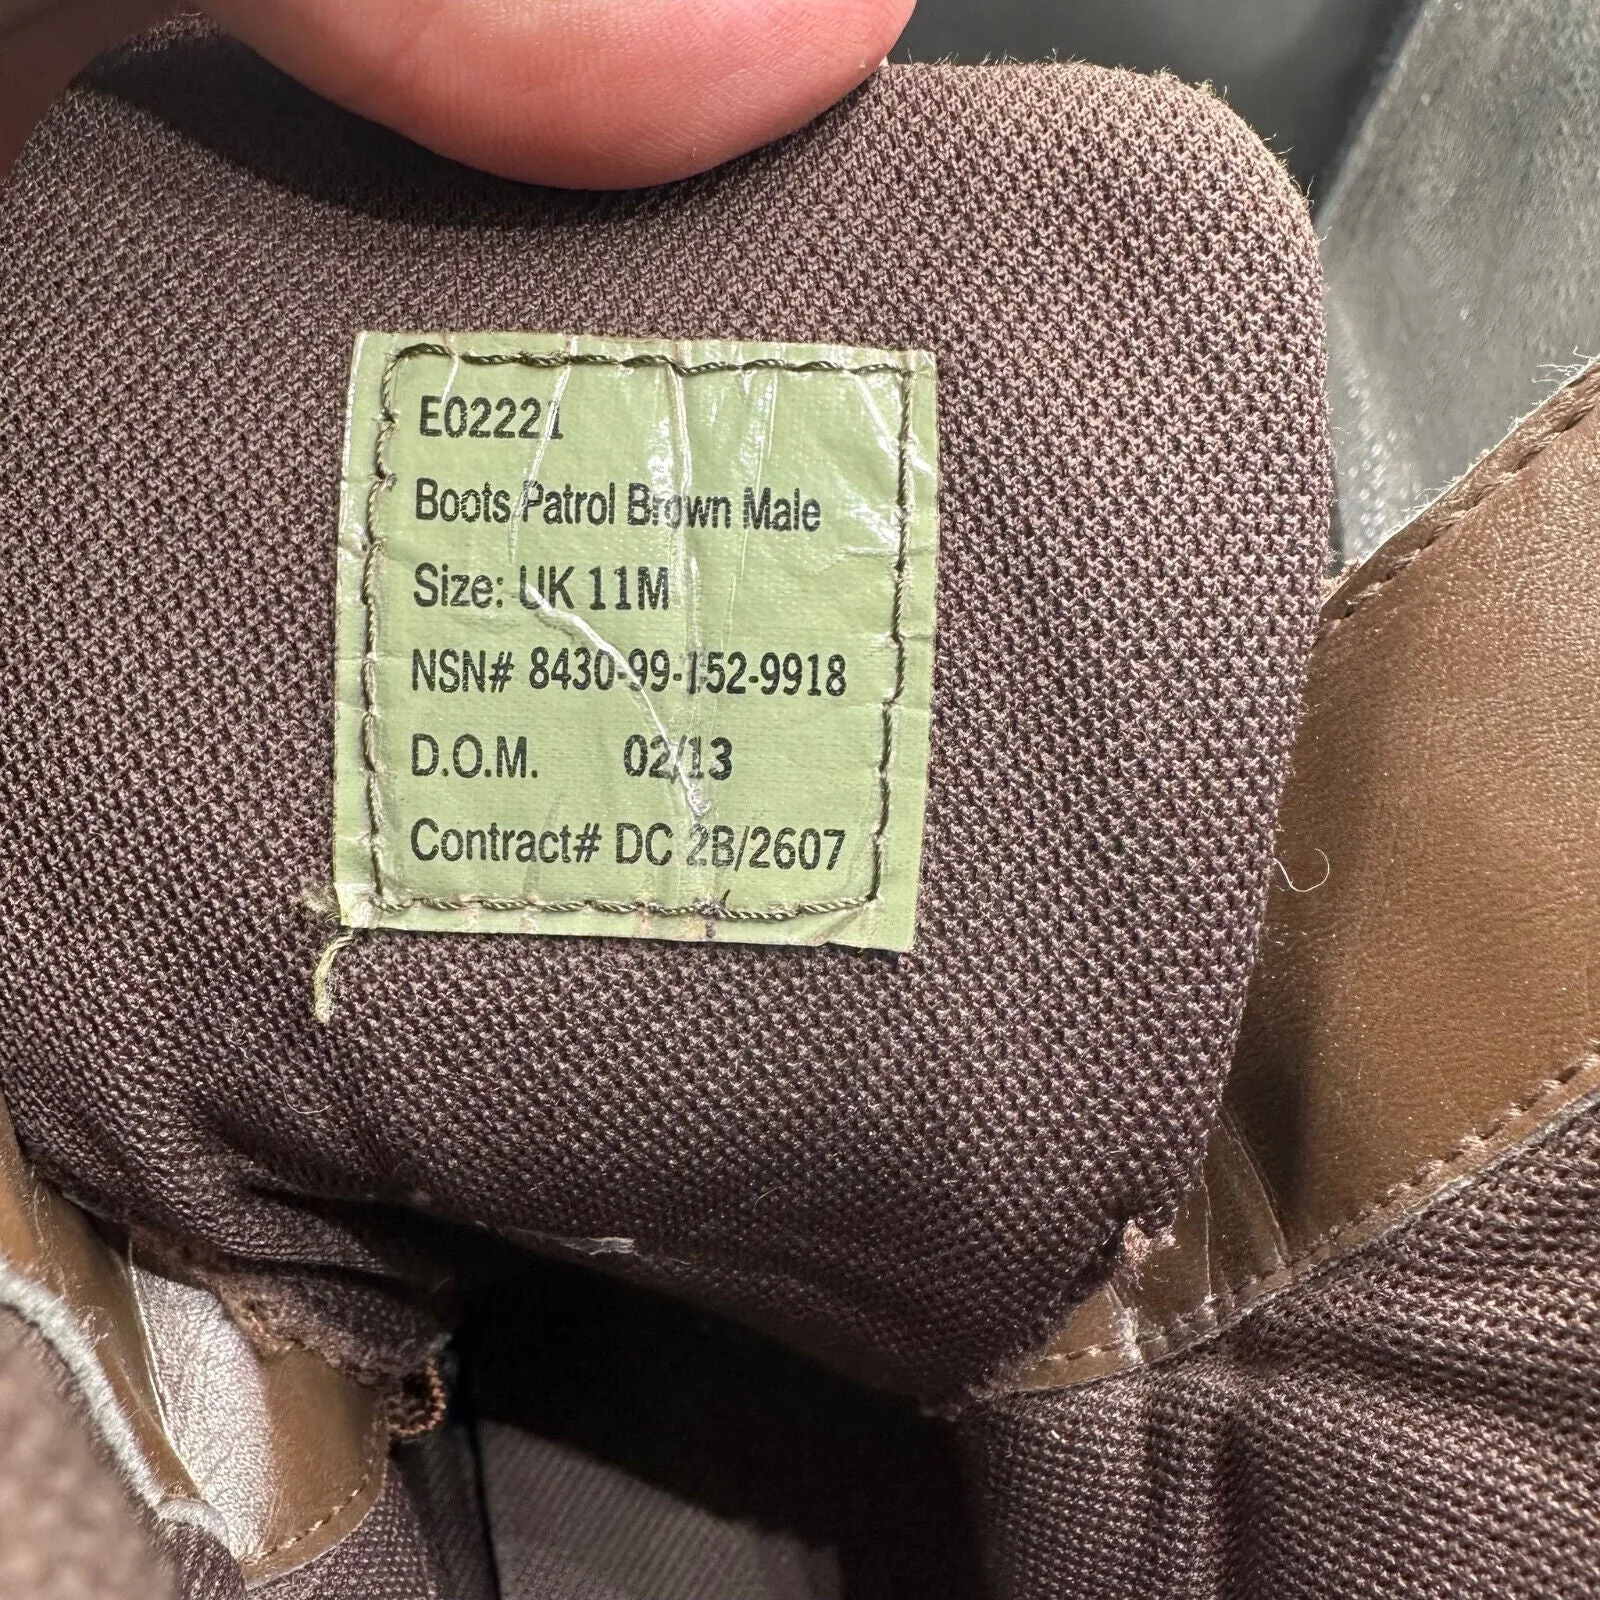 E02221
Boots Patrol Brown Male
Size: UK 11M
NSN# 8430-99-152-9918
D.O.M. 02/13
Contract# DC 2B/2607